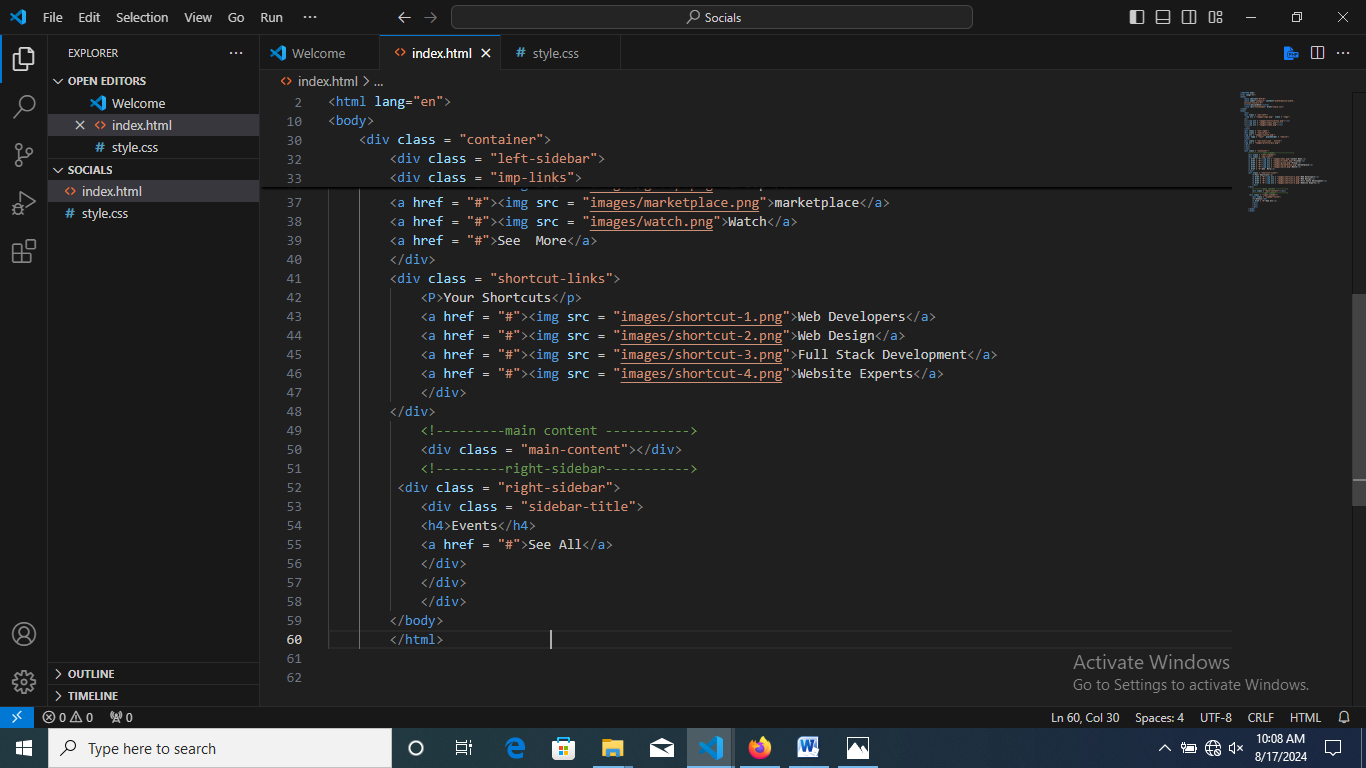 File Edit Selection View Go Run ··· Socials
EXPLORER ···
Welcome index.html style.css
index.html > ...
OPEN EDITORS
Welcome
index.html
# style.css
SOCIALS
index.html
# style.css
OUTLINE
TIMELINE
2 <html lang="en">
10 <body>
30 <div class = "container">
32 <div class = "left-sidebar">
33 <div class = "imp-links">
37 <a href = "#"><img src = "images/marketplace.png">marketplace</a>
38 <a href = "#"><img src = "images/watch.png">Watch</a>
39 <a href = "#">See  More</a>
40 </div>
41 <div class = "shortcut-links">
42 <P>Your Shortcuts</p>
43 <a href = "#"><img src = "images/shortcut-1.png">Web Developers</a>
44 <a href = "#"><img src = "images/shortcut-2.png">Web Design</a>
45 <a href = "#"><img src = "images/shortcut-3.png">Full Stack Development</a>
46 <a href = "#"><img src = "images/shortcut-4.png">Website Experts</a>
47 </div>
48 </div>
49 <!---------main content ----------->
50 <div class = "main-content"></div>
51 <!---------right-sidebar----------->
52 <div class = "right-sidebar">
53 <div class = "sidebar-title">
54 <h4>Events</h4>
55 <a href = "#">See All</a>
56 </div>
57 </div>
58 </div>
59 </body>
60 </html>
61
62
Activate Windows
Go to Settings to activate Windows.
0 0 0 Ln 60, Col 30 Spaces: 4 UTF-8 CRLF HTML
Type here to search
10:08 AM
8/17/2024